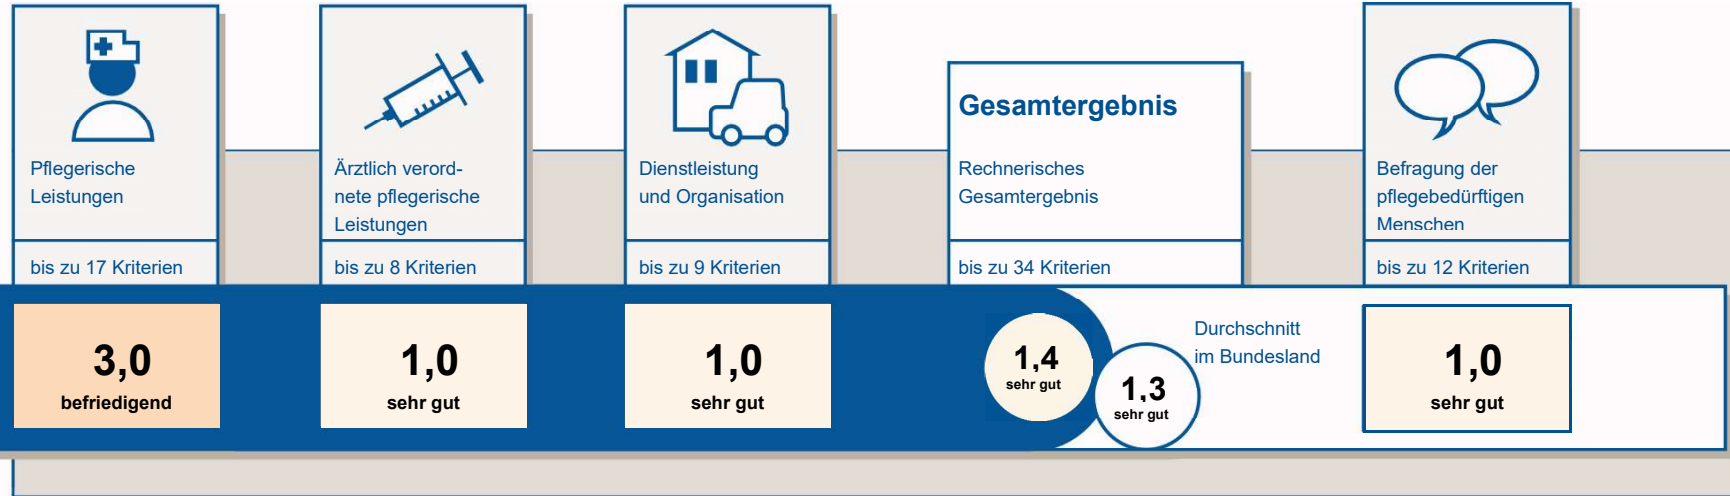 Pflegerische
Leistungen
bis zu 17 Kriterien
3,0
befriedigend
Ärztlich verord-
nete pflegerische
Leistungen
bis zu 8 Kriterien
1,0
sehr gut
Dienstleistung
und Organisation
bis zu 9 Kriterien
1,0
sehr gut
Gesamtergebnis
Rechnerisches
Gesamtergebnis
bis zu 34 Kriterien
1,4
sehr gut
1,3
sehr gut
Durchschnitt
im Bundesland
Befragung der
pflegebedürftigen
Menschen
bis zu 12 Kriterien
1,0
sehr gut